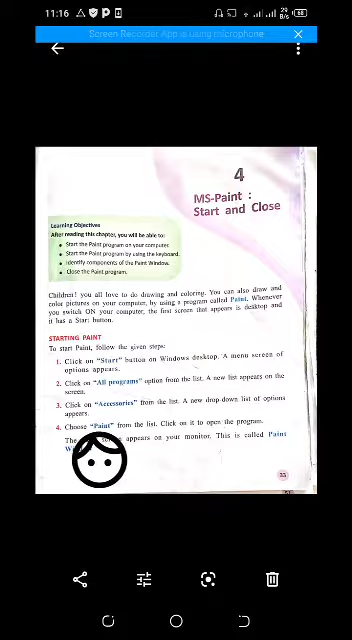 11:16
29
B/s
88
Screen Recorder App is using microphone
4
MS-Paint :
Start and Close
Learning Objectives
After reading this chapter, you will be able to:
• Start the Paint program on your computer.
• Start the Paint program by using the keyboard.
• Identify components of the Paint Window.
• Close the Paint program.
Children! you all love to do drawing and coloring. You can also draw and
color pictures on your computer, by using a program called Paint. Whenever
you switch ON your computer, the first screen that appears is desktop and
it has a Start button.
STARTING PAINT
To start Paint, follow the given steps:
1. Click on "Start" button on Windows desktop. A menu screen of
options appears.
2. Click on "All programs" option from the list. A new list appears on the
screen.
3. Click on "Accessories" from the list. A new drop-down list of options
appears.
4. Choose "Paint" from the list. Click on it to open the program.
The appears on your monitor. This is called Paint
33